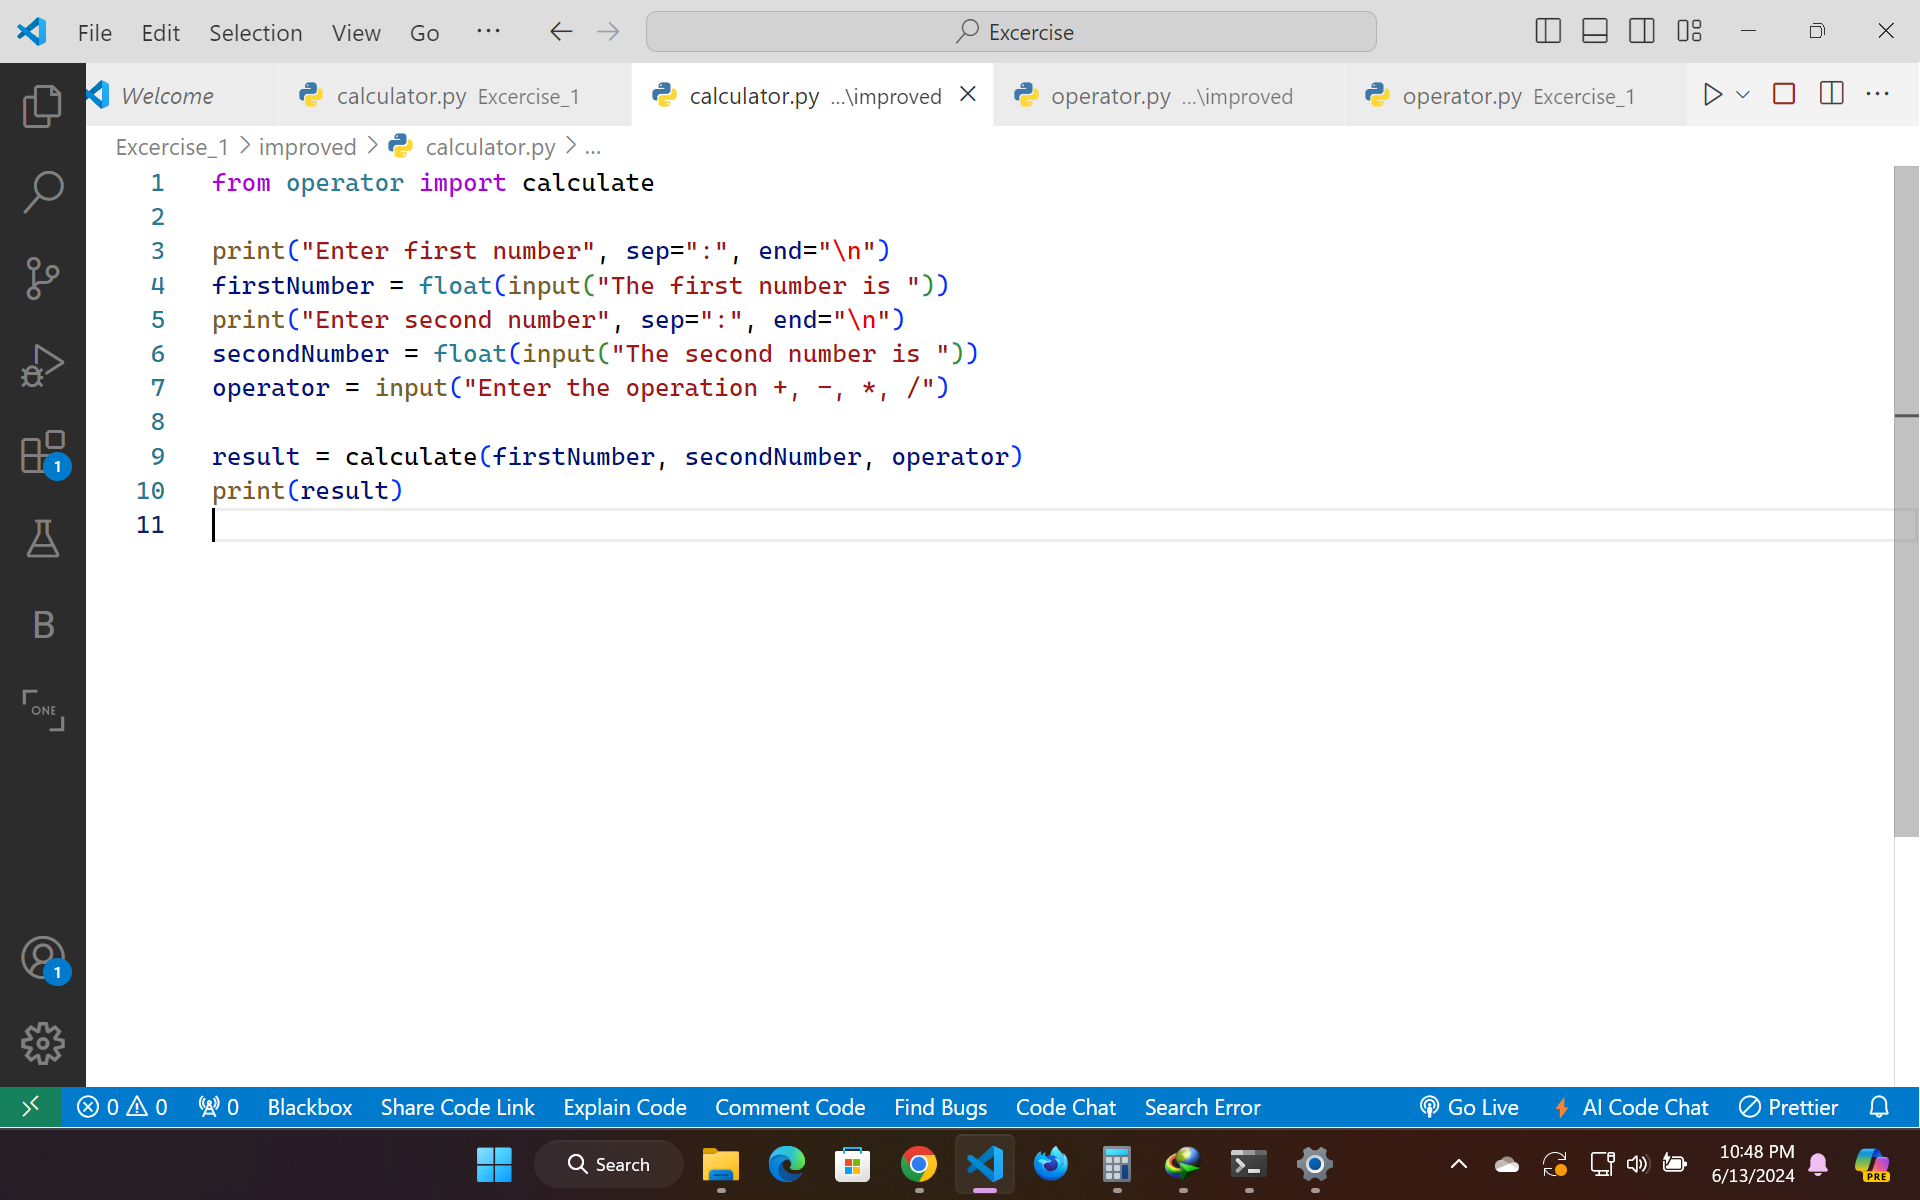 File Edit Selection View Go ··· Excercise
Welcome calculator.py Excercise_1 calculator.py ...\improved operator.py ...\improved operator.py Excercise_1
Excercise_1 > improved > calculator.py > ...
1 from operator import calculate
2
3 print("Enter first number", sep=":", end="\n")
4 firstNumber = float(input("The first number is "))
5 print("Enter second number", sep=":", end="\n")
6 secondNumber = float(input("The second number is "))
7 operator = input("Enter the operation +, -, *, /")
8
9 result = calculate(firstNumber, secondNumber, operator)
10 print(result)
11
1
B
ONE
1
0 0 0 Blackbox Share Code Link Explain Code Comment Code Find Bugs Code Chat Search Error Go Live AI Code Chat Prettier
Search
10:48 PM
6/13/2024
PRE